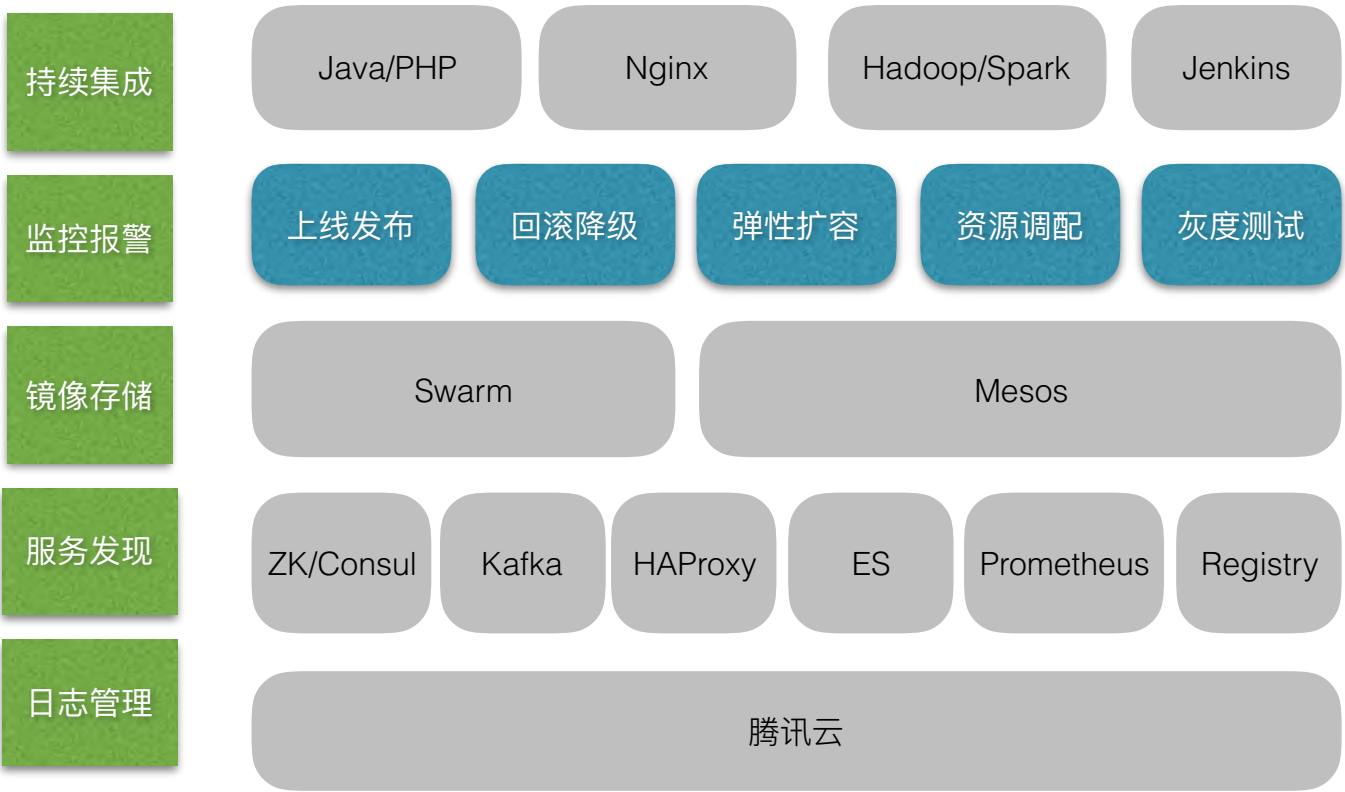 持续集成
Java/PHP
Nginx
Hadoop/Spark
Jenkins
监控报警
上线发布
回滚降级
弹性扩容
资源调配
灰度测试
镜像存储
Swarm
Mesos
服务发现
ZK/Consul
Kafka
HAProxy
ES
Prometheus
Registry
日志管理
腾讯云